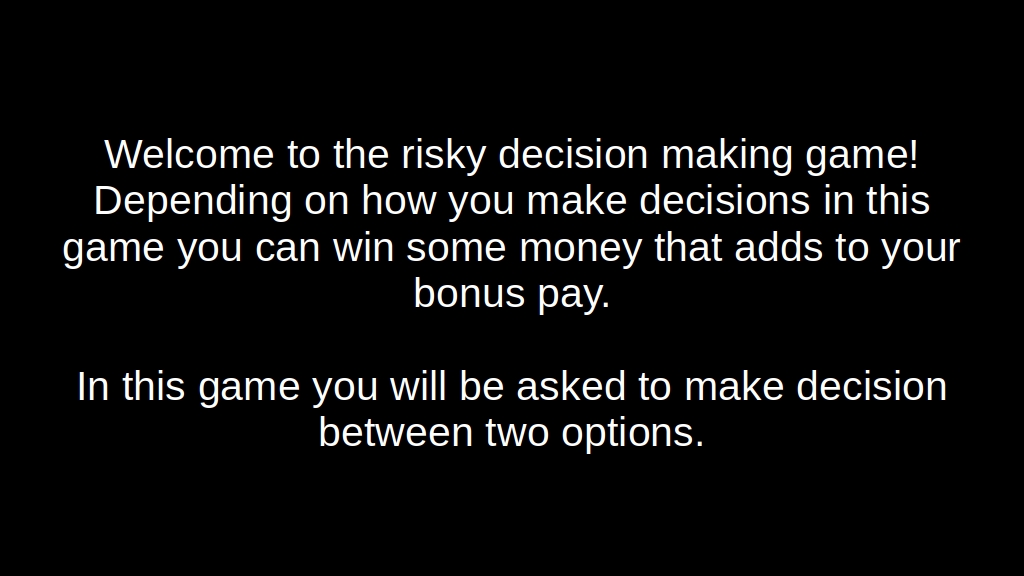 Welcome to the risky decision making game!
Depending on how you make decisions in this
game you can win some money that adds to your
bonus pay.
In this game you will be asked to make decision
between two options.